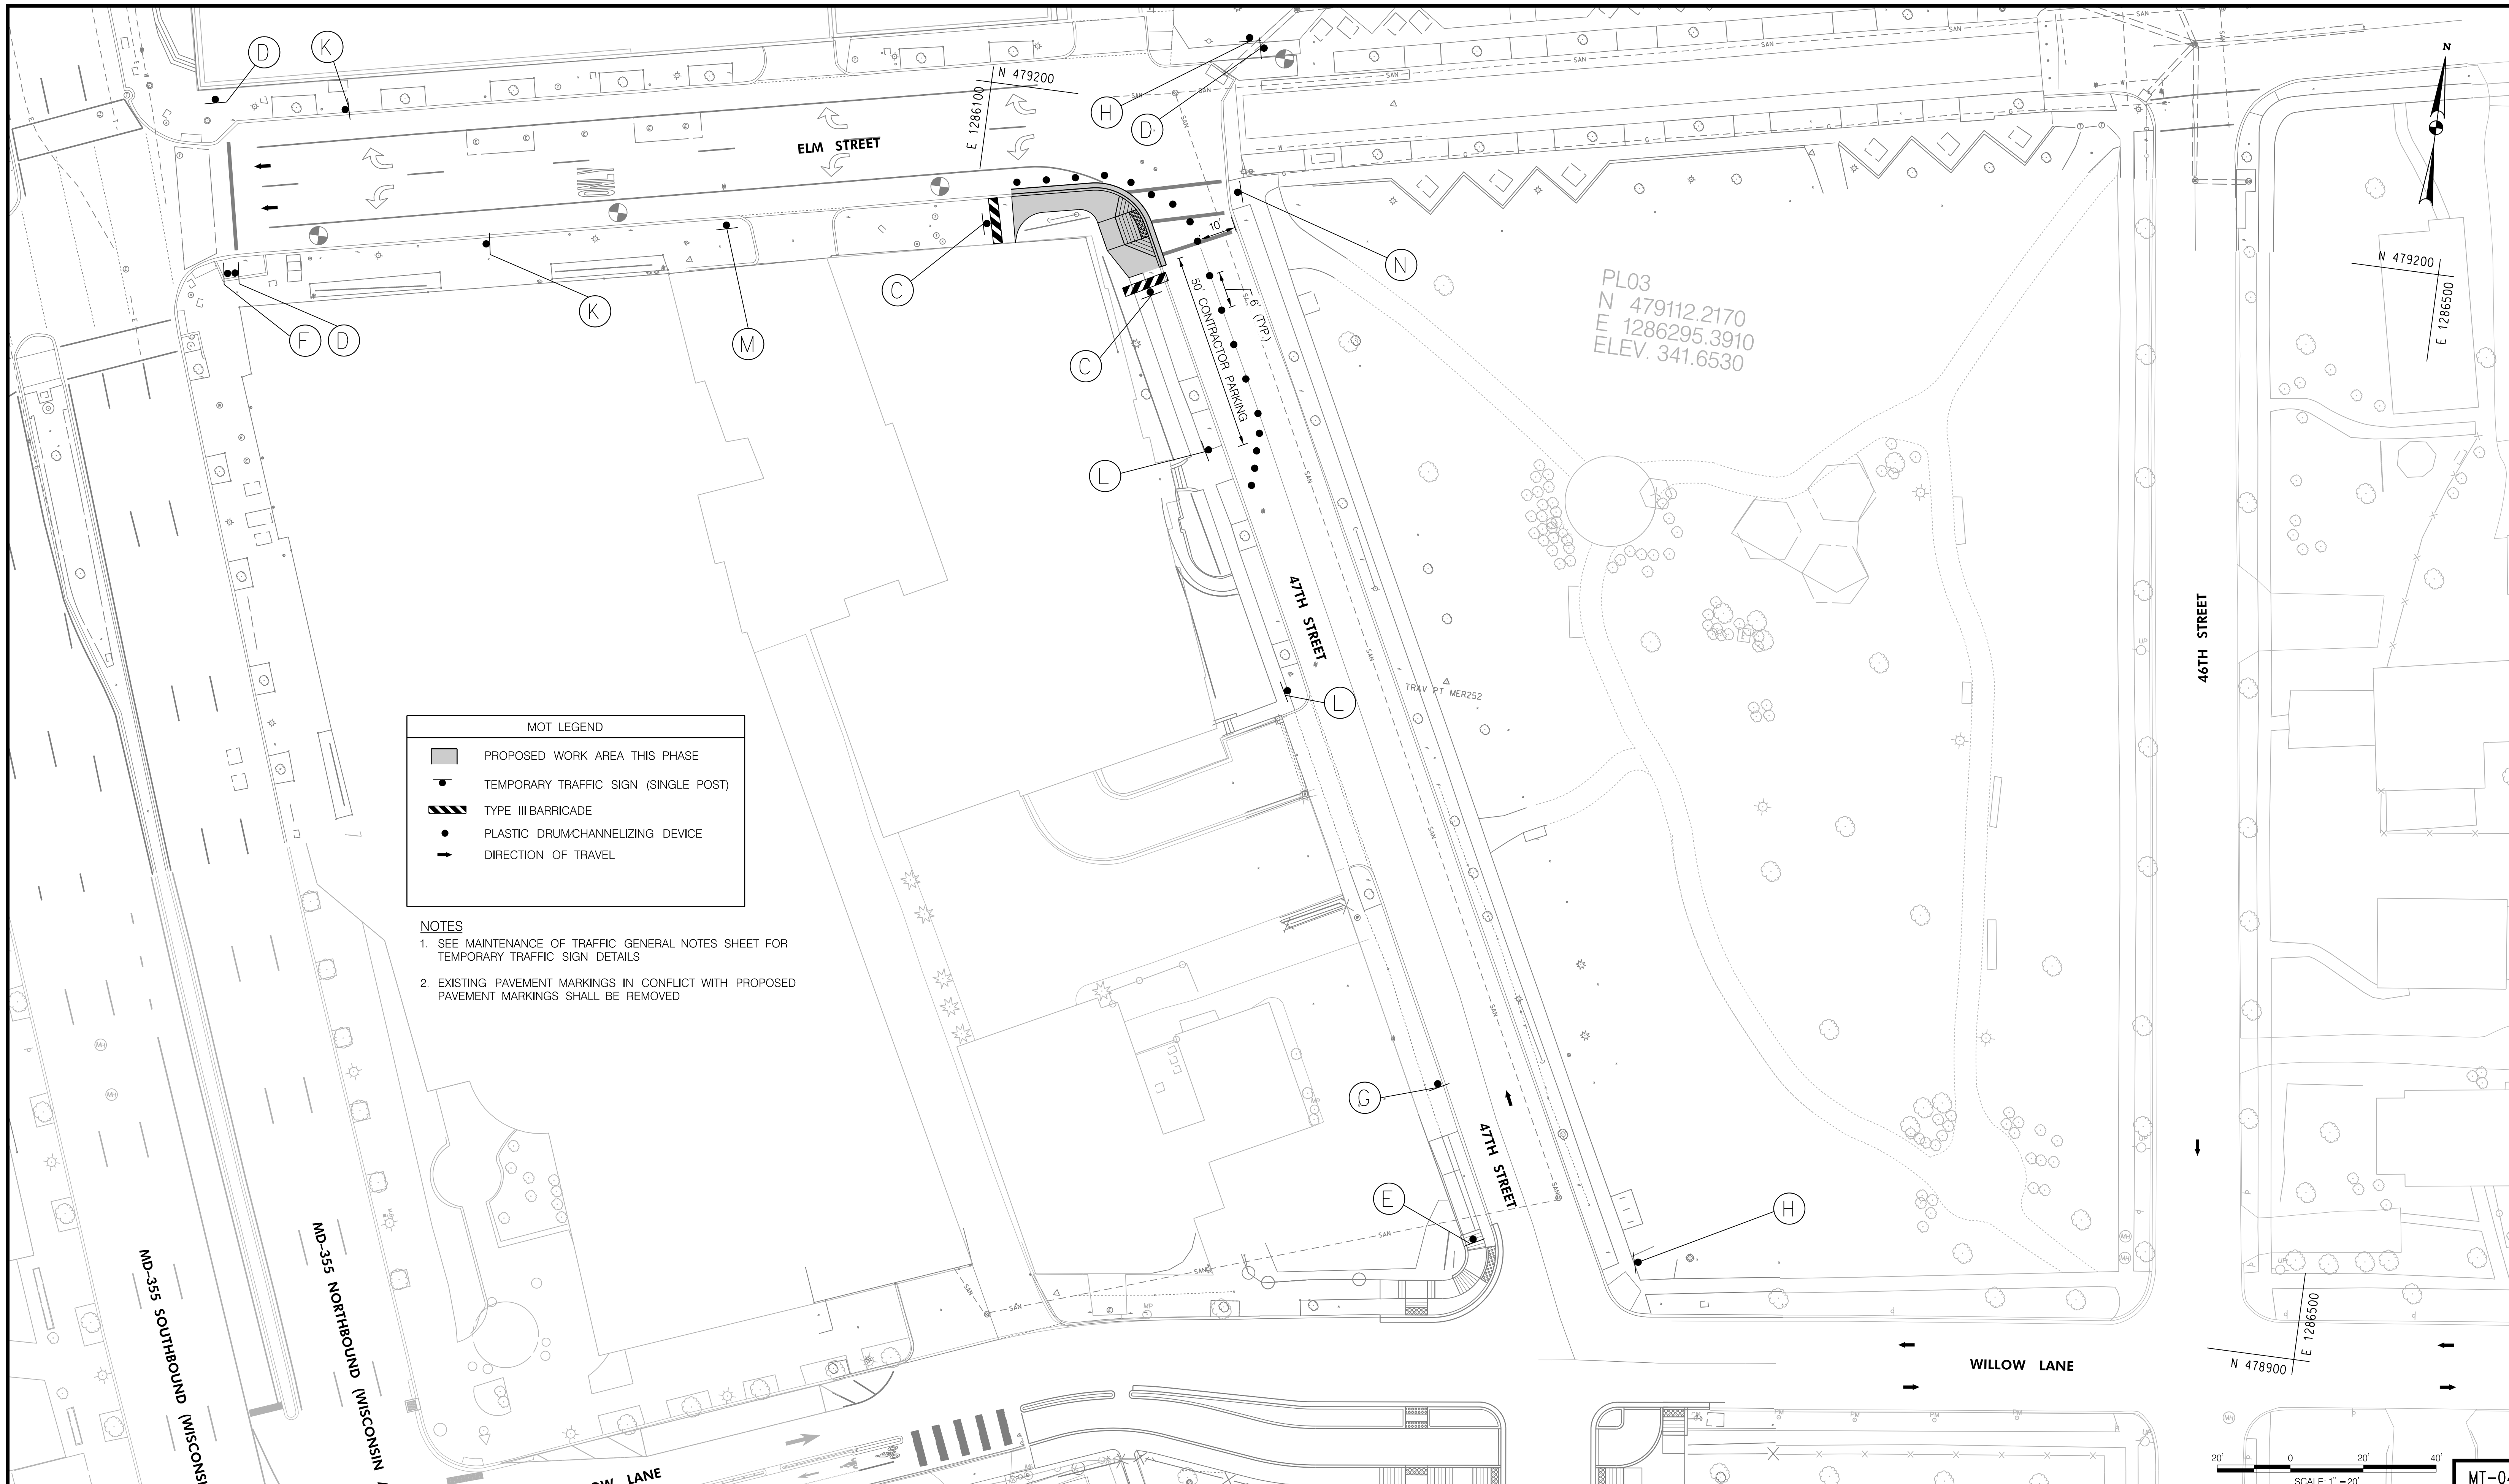 D
K
H
D
N 479200
E 1286100
ELM STREET
N
N
C
10'
6' (TYP.)
50' CONTRACTOR PARKING
PL03
N 479112.2170
E 1286295.3910
ELEV. 341.6530
N 479200
E 1286500
F
D
K
M
C
L
47TH STREET
46TH STREET
L
TRAV PT MER252
MOT LEGEND
PROPOSED WORK AREA THIS PHASE
TEMPORARY TRAFFIC SIGN (SINGLE POST)
TYPE III BARRICADE
PLASTIC DRUM/CHANNELIZING DEVICE
DIRECTION OF TRAVEL
NOTES
1. SEE MAINTENANCE OF TRAFFIC GENERAL NOTES SHEET FOR
TEMPORARY TRAFFIC SIGN DETAILS
2. EXISTING PAVEMENT MARKINGS IN CONFLICT WITH PROPOSED
PAVEMENT MARKINGS SHALL BE REMOVED
G
47TH STREET
E
H
MD-355 SOUTHBOUND (WISCONS
MD-355 NORTHBOUND (WISCONSIN
WILLOW LANE
N 478900
E 1286500
OW LANE
20' 0 20' 40'
SCALE: 1" = 20'
MT-04